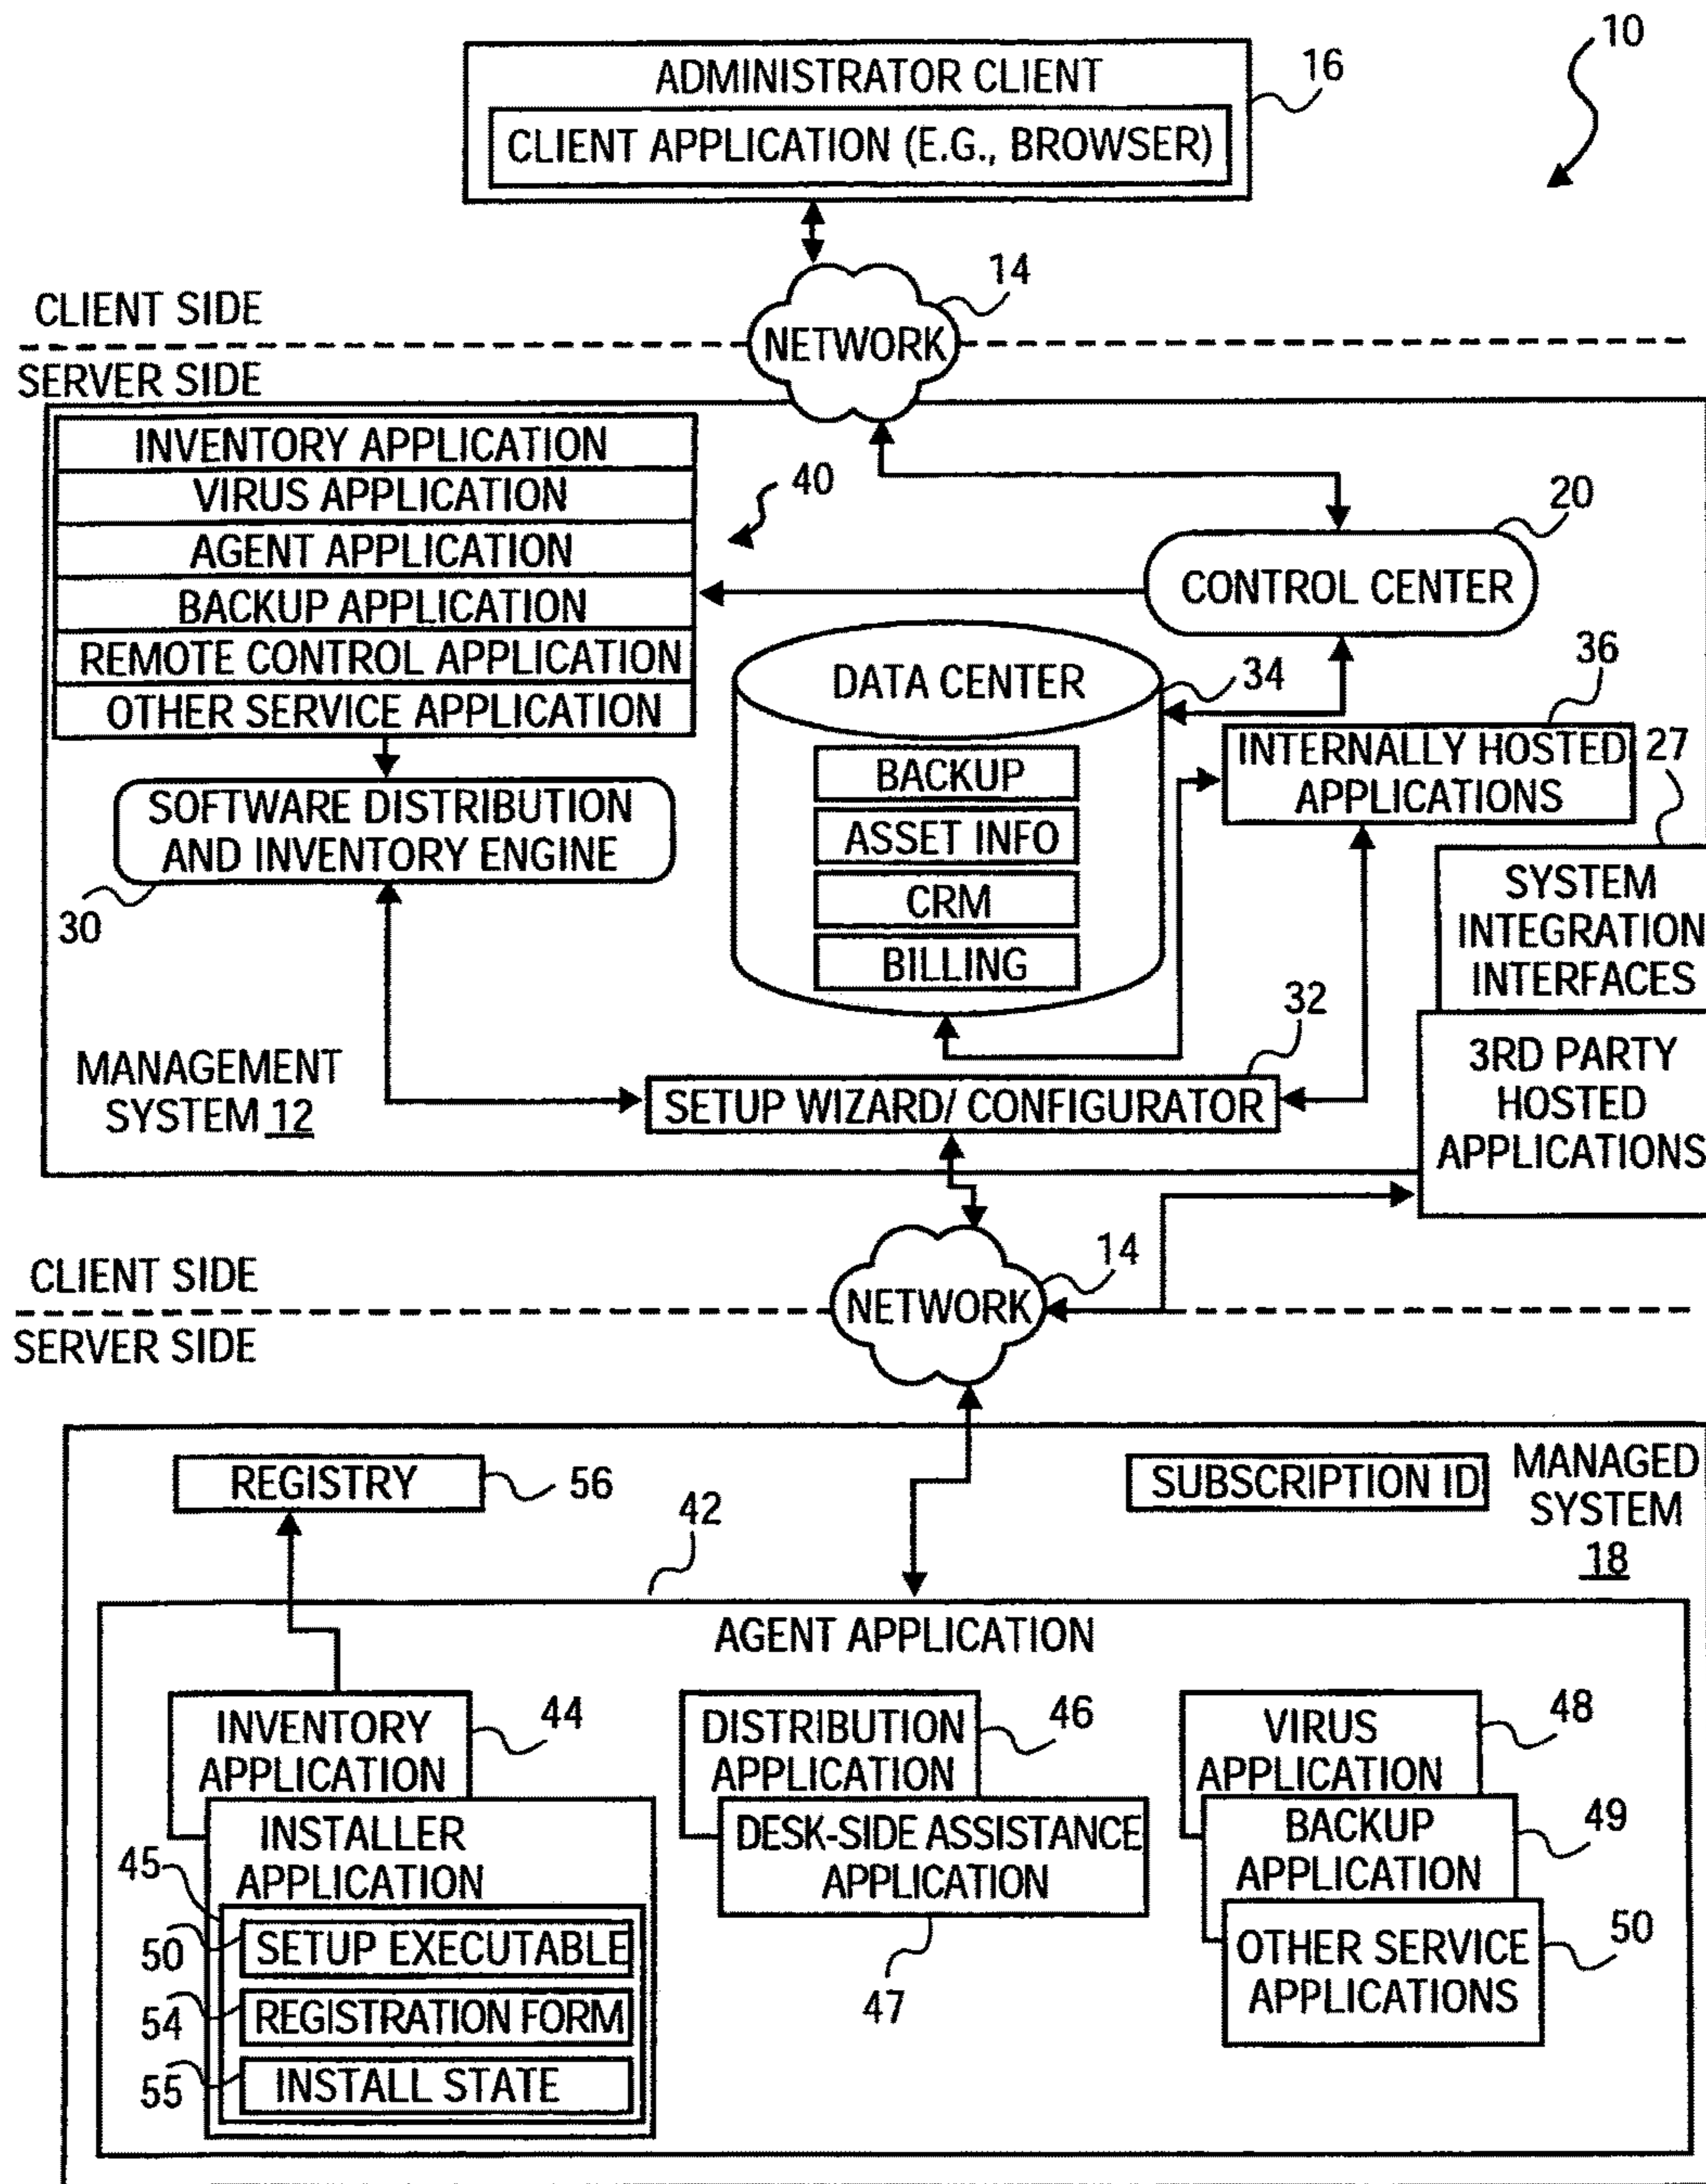 10
ADMINISTRATOR CLIENT
16
CLIENT APPLICATION (E.G., BROWSER)
14
CLIENT SIDE
NETWORK
SERVER SIDE
INVENTORY APPLICATION
VIRUS APPLICATION
40
20
AGENT APPLICATION
CONTROL CENTER
BACKUP APPLICATION
REMOTE CONTROL APPLICATION
36
DATA CENTER
34
OTHER SERVICE APPLICATION
INTERNALLY HOSTED
APPLICATIONS
27
BACKUP
SOFTWARE DISTRIBUTION
AND INVENTORY ENGINE
ASSET INFO
30
CRM
SYSTEM
INTEGRATION
INTERFACES
BILLING
32
MANAGEMENT
SYSTEM 12
3RD PARTY
HOSTED
APPLICATIONS
SETUP WIZARD/ CONFIGURATOR
14
CLIENT SIDE
NETWORK
SERVER SIDE
REGISTRY
56
SUBSCRIPTION ID
MANAGED
SYSTEM
18
42
AGENT APPLICATION
INVENTORY
APPLICATION
44
DISTRIBUTION
APPLICATION
46
VIRUS
APPLICATION
48
INSTALLER
APPLICATION
45
DESK-SIDE ASSISTANCE
APPLICATION
47
BACKUP
APPLICATION
49
50
SETUP EXECUTABLE
54
REGISTRATION FORM
55
INSTALL STATE
OTHER SERVICE
APPLICATIONS
50